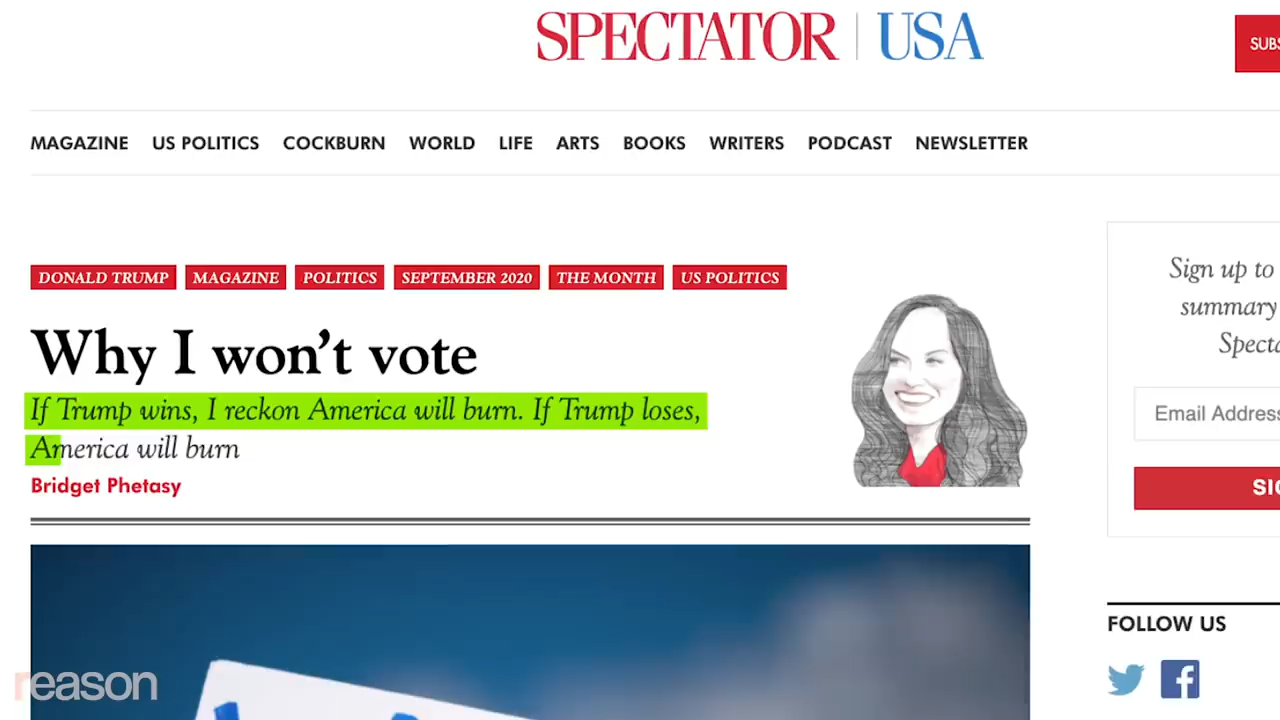 SPECTATOR | USA
SUBS
MAGAZINE US POLITICS COCKBURN WORLD LIFE ARTS BOOKS WRITERS PODCAST NEWSLETTER
DONALD TRUMP MAGAZINE POLITICS SEPTEMBER 2020 THE MONTH US POLITICS
Why I won't vote
If Trump wins, I reckon America will burn. If Trump loses,
America will burn
Bridget Phetasy
Sign up to
summary
Specta
Email Address
SIG
FOLLOW US
reason